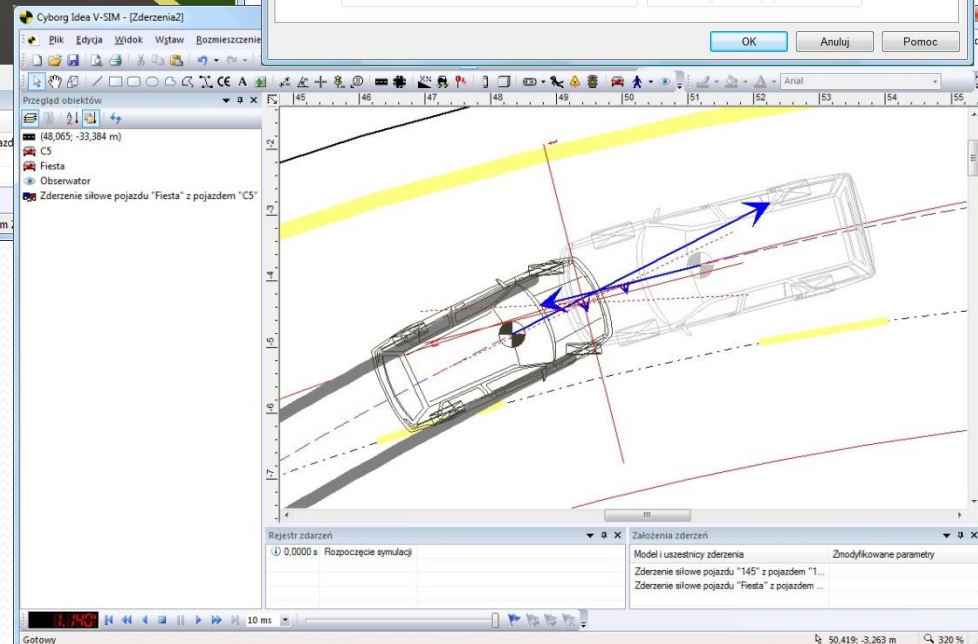 OK Anuluj Pomoc
Cyborg Idea V-SIM - [Zderzenia2]
Plik Edycja Widok Wstaw Rozmieszczenie
CE A Arial
Przegląd obiektów
45 46 47 48 49 50 51 52 53 54 55
(48,065; -33,384 m)
C5
Fiesta
Obserwator
Zderzenie siłowe pojazdu "Fiesta" z pojazdem "C5"
-2
-3
-4
-5
-6
-7
Rejestr zdarzeń
0,0000 s Rozpoczęcie symulacji
Założenia zderzeń
Model i uszestnicy zderzenia Zmodyfikowane parametry
Zderzenie siłowe pojazdu "145" z pojazdem "1...
Zderzenie siłowe pojazdu "Fiesta" z pojazdem ...
1.140 10 ms
Gotowy 50,419; -3,263 m 320 %